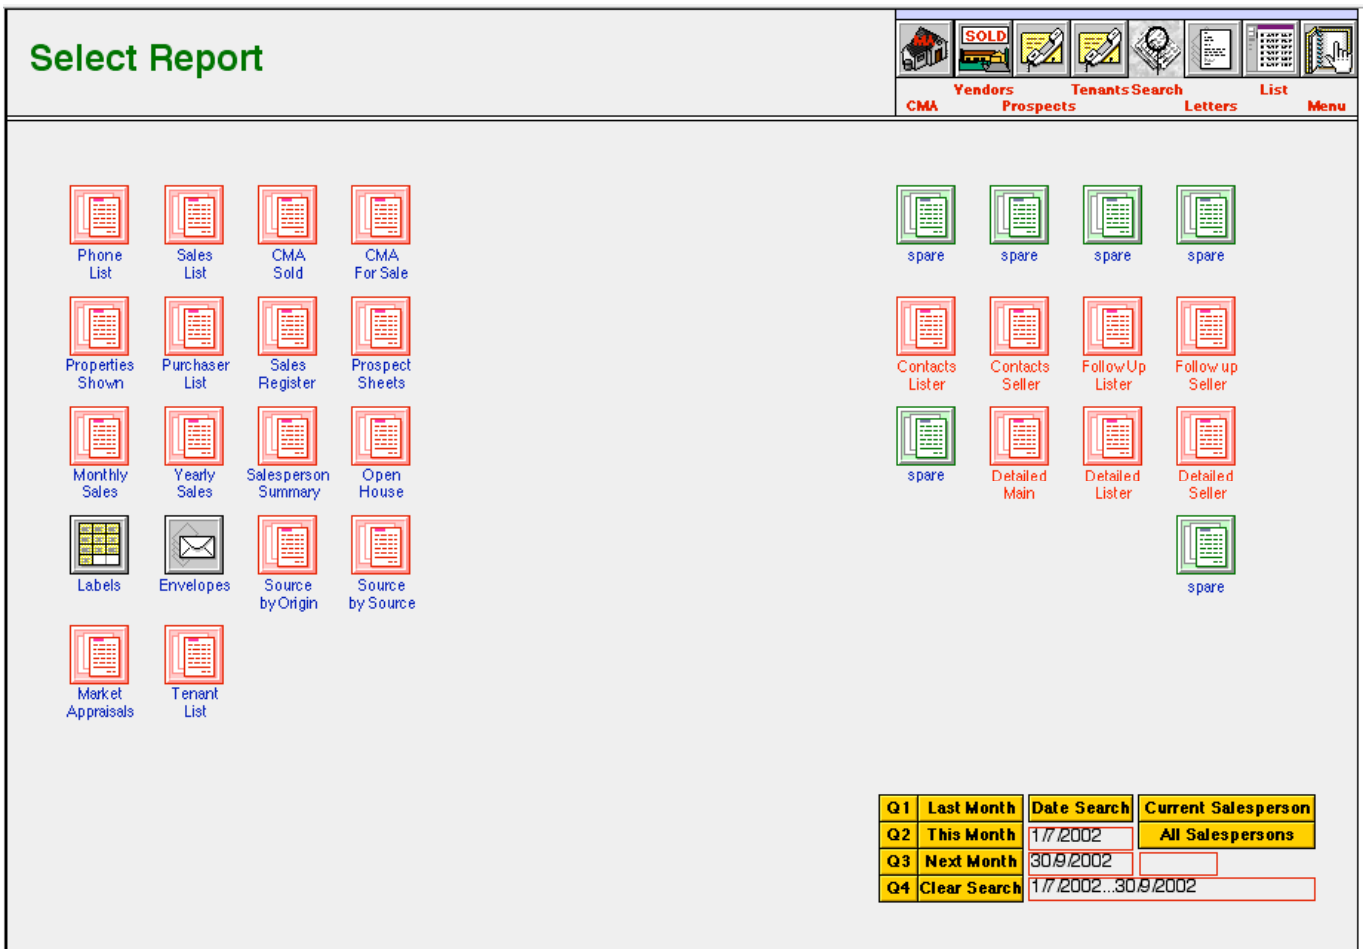 Select Report
MA
SOLD
Vendors
Tenants
Search
List
CMA
Prospects
Letters
Menu
Phone
List
Sales
List
CMA
Sold
CMA
For Sale
spare
spare
spare
spare
Properties
Shown
Purchaser
List
Sales
Register
Prospect
Sheets
Contacts
Lister
Contacts
Seller
Follow Up
Lister
Follow up
Seller
Monthly
Sales
Yearly
Sales
Salesperson
Summary
Open
House
spare
Detailed
Main
Detailed
Lister
Detailed
Seller
Labels
Envelopes
Source
by Origin
Source
by Source
spare
Market
Appraisals
Tenant
List
Q1 Last Month Date Search Current Salesperson
Q2 This Month 1/7/2002 All Salespersons
Q3 Next Month 30/9/2002
Q4 Clear Search 1/7/2002...30/9/2002